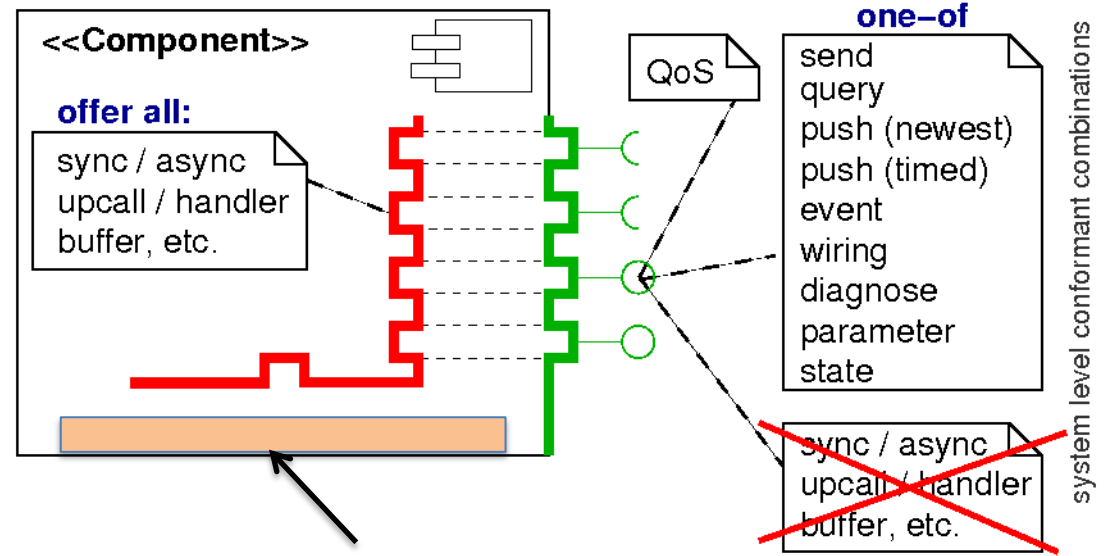 <<Component>>
offer all:
sync / async
upcall / handler
buffer, etc.
QoS
one-of
send
query
push (newest)
push (timed)
event
wiring
diagnose
parameter
state
sync / async
upcall / handler
buffer, etc.
system level conformant combinations